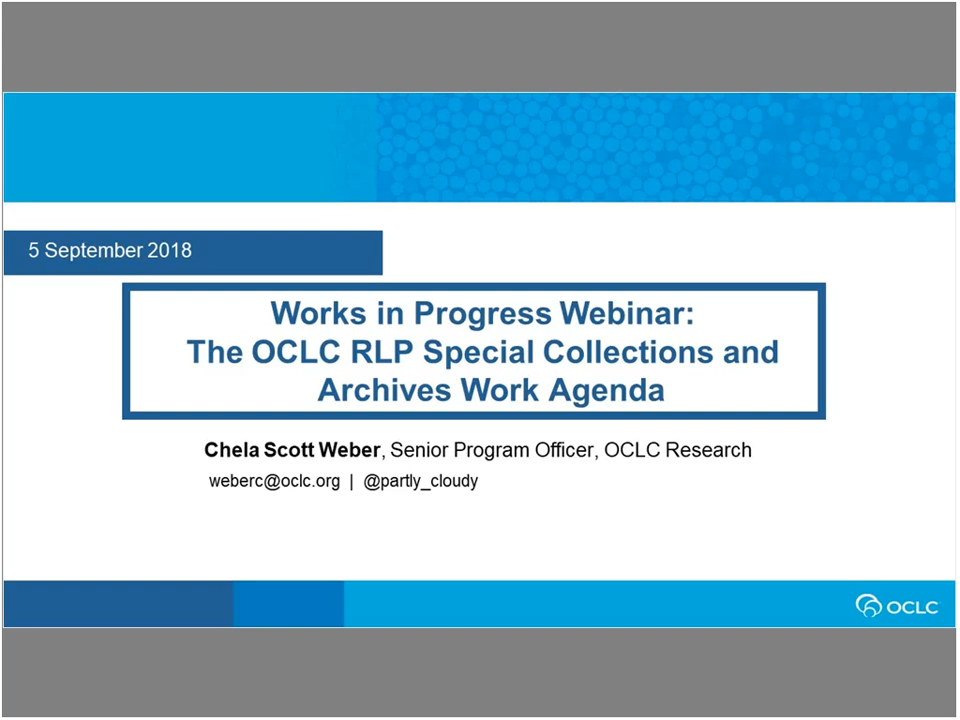 5 September 2018
Works in Progress Webinar:
The OCLC RLP Special Collections and
Archives Work Agenda
Chela Scott Weber, Senior Program Officer, OCLC Research
weberc@oclc.org | @partly_cloudy
OCLC